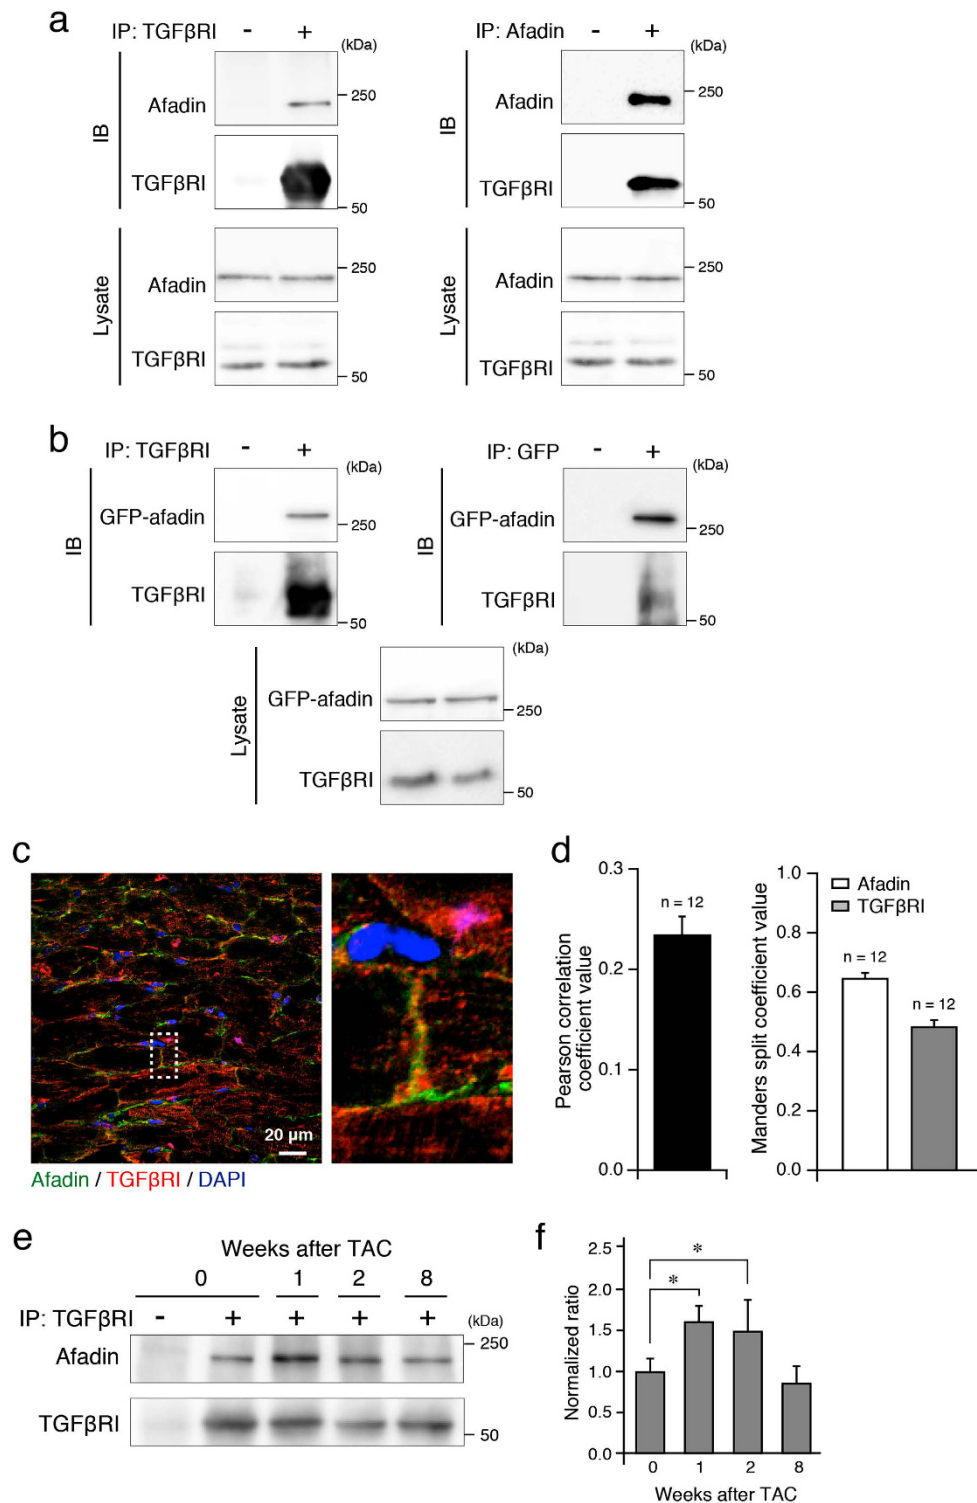 a
IP: TGFβRI - +
(kDa)
IB
Afadin
250
TGFβRI
50
Lysate
Afadin
250
TGFβRI
50
IP: Afadin - +
(kDa)
IB
Afadin
250
TGFβRI
50
Lysate
Afadin
250
TGFβRI
50
b
IP: TGFβRI - +
(kDa)
IB
GFP-afadin
250
TGFβRI
50
IP: GFP - +
(kDa)
IB
GFP-afadin
250
TGFβRI
50
(kDa)
Lysate
GFP-afadin
250
TGFβRI
50
c
20 µm
Afadin / TGFβRI / DAPI
d
Pearson correlation
coefficient value
0.3
0.2
0.1
0.0
n = 12
Manders split coefficient value
1.0
0.8
0.6
0.4
0.2
0.0
Afadin
TGFβRI
n = 12
n = 12
e
Weeks after TAC
0 1 2 8
IP: TGFβRI - + + + +
(kDa)
Afadin
250
TGFβRI
50
f
Normalized ratio
2.5
2.0
1.5
1.0
0.5
0.0
*
*
0 1 2 8
Weeks after TAC